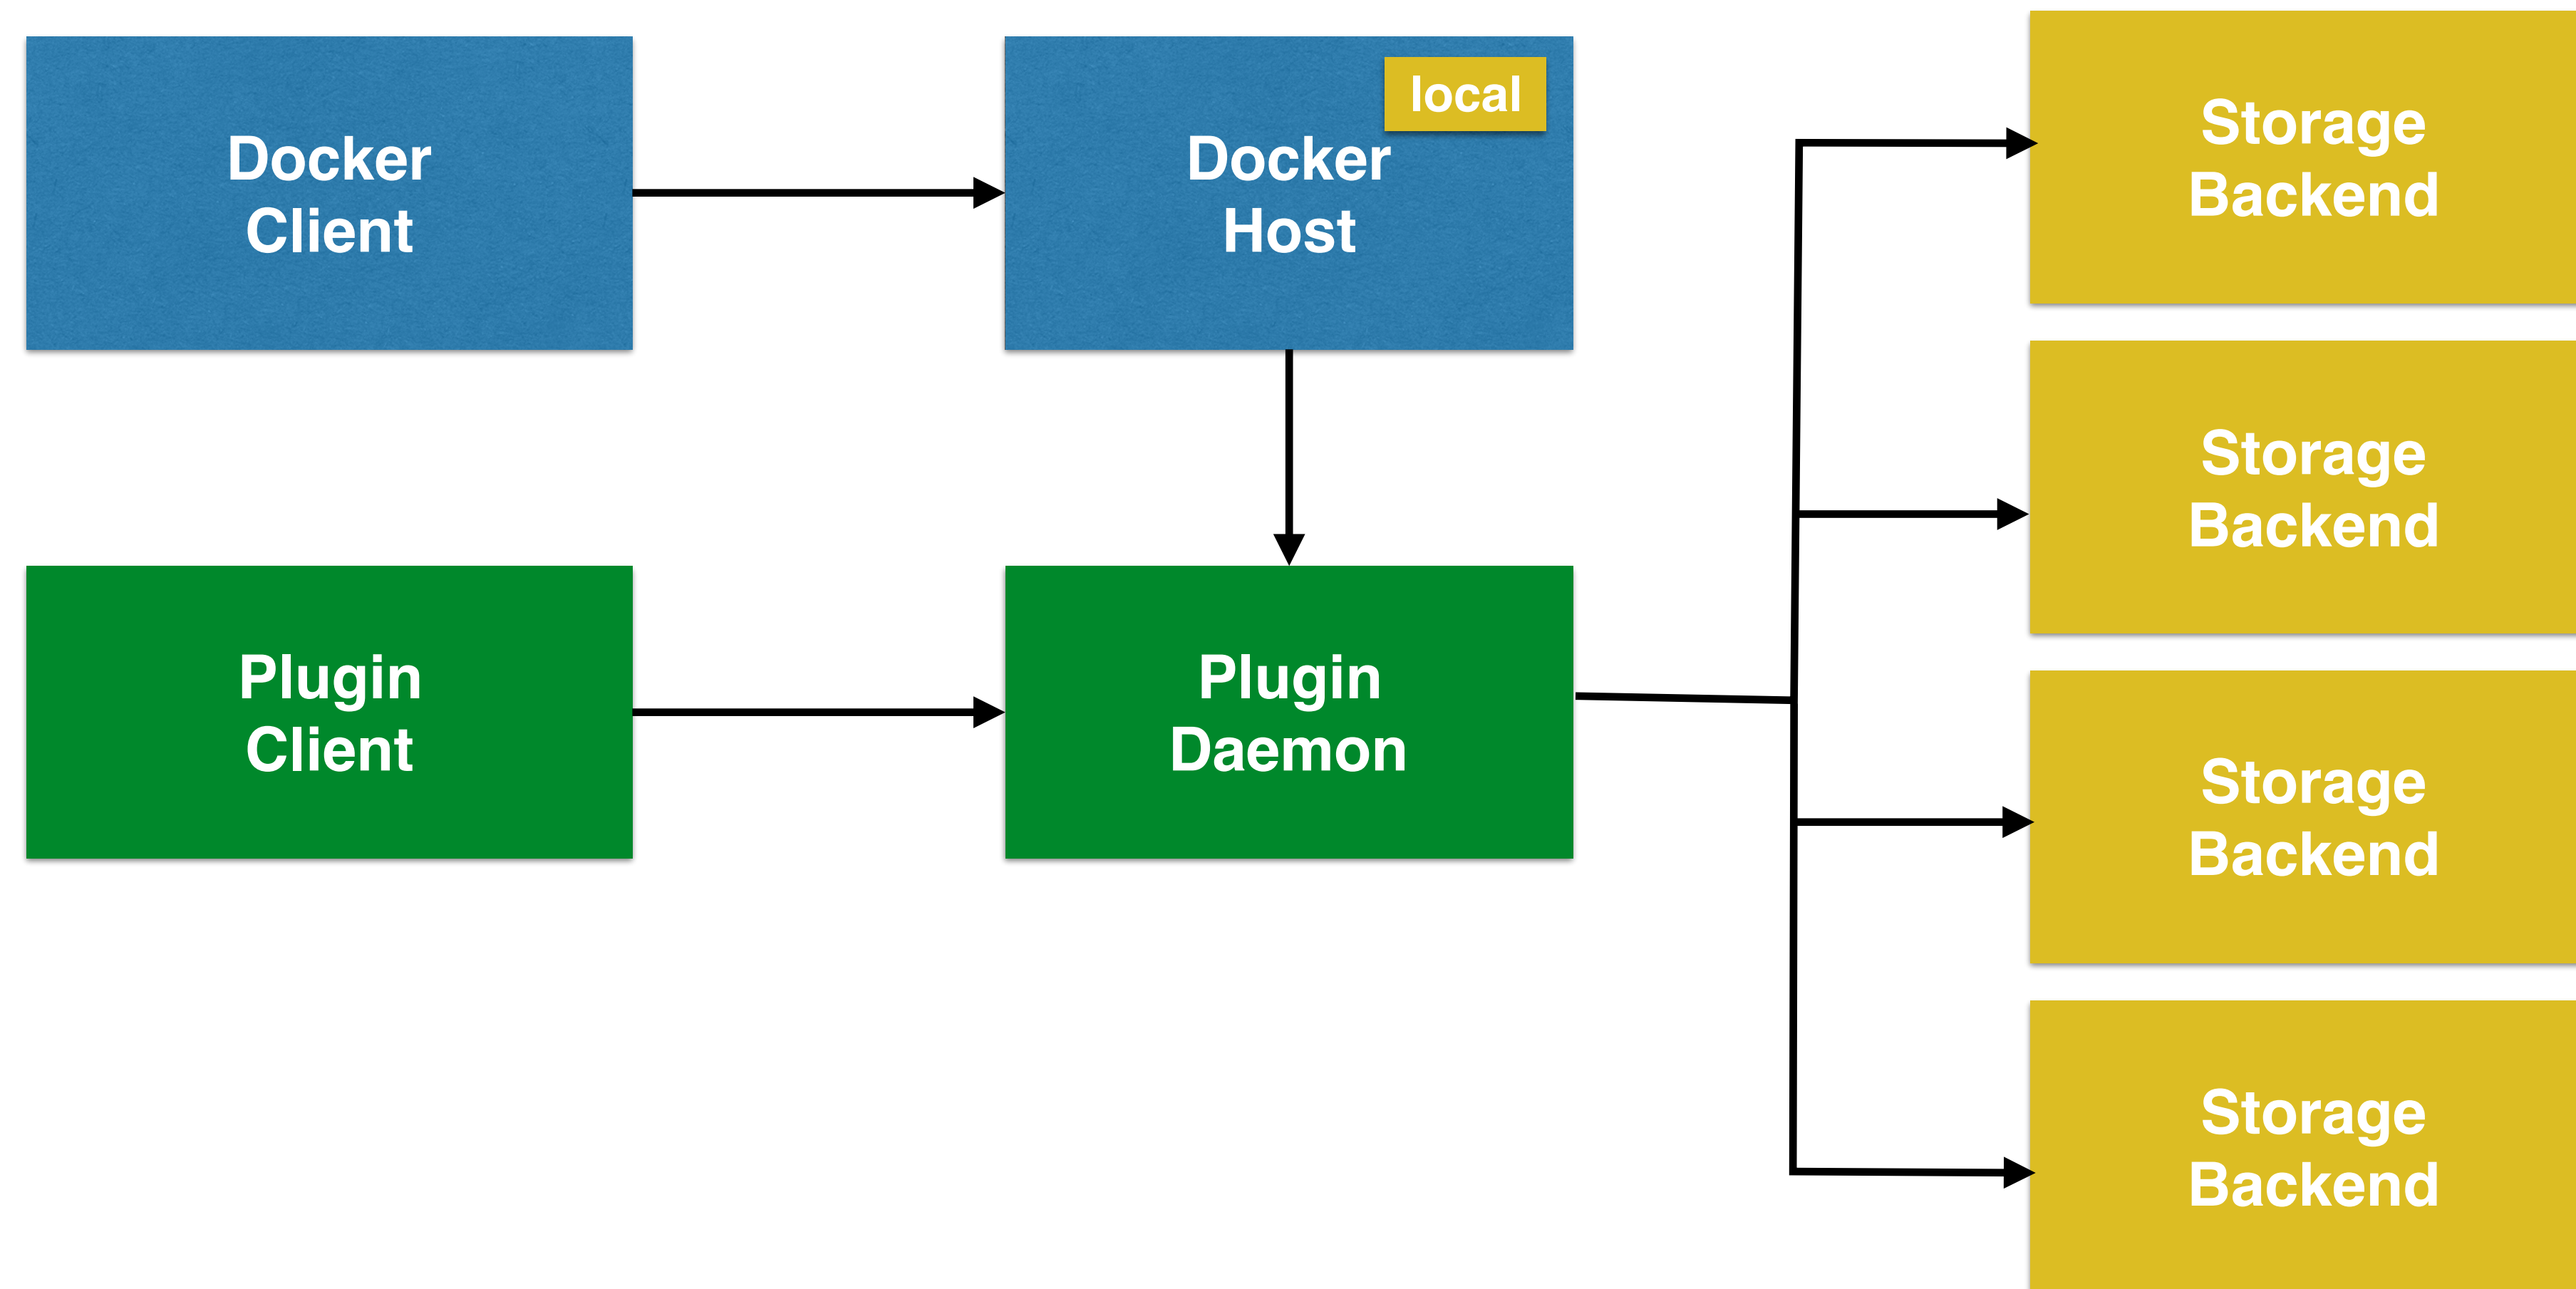 Docker
Client
local
Docker
Host
Plugin
Client
Plugin
Daemon
Storage
Backend
Storage
Backend
Storage
Backend
Storage
Backend